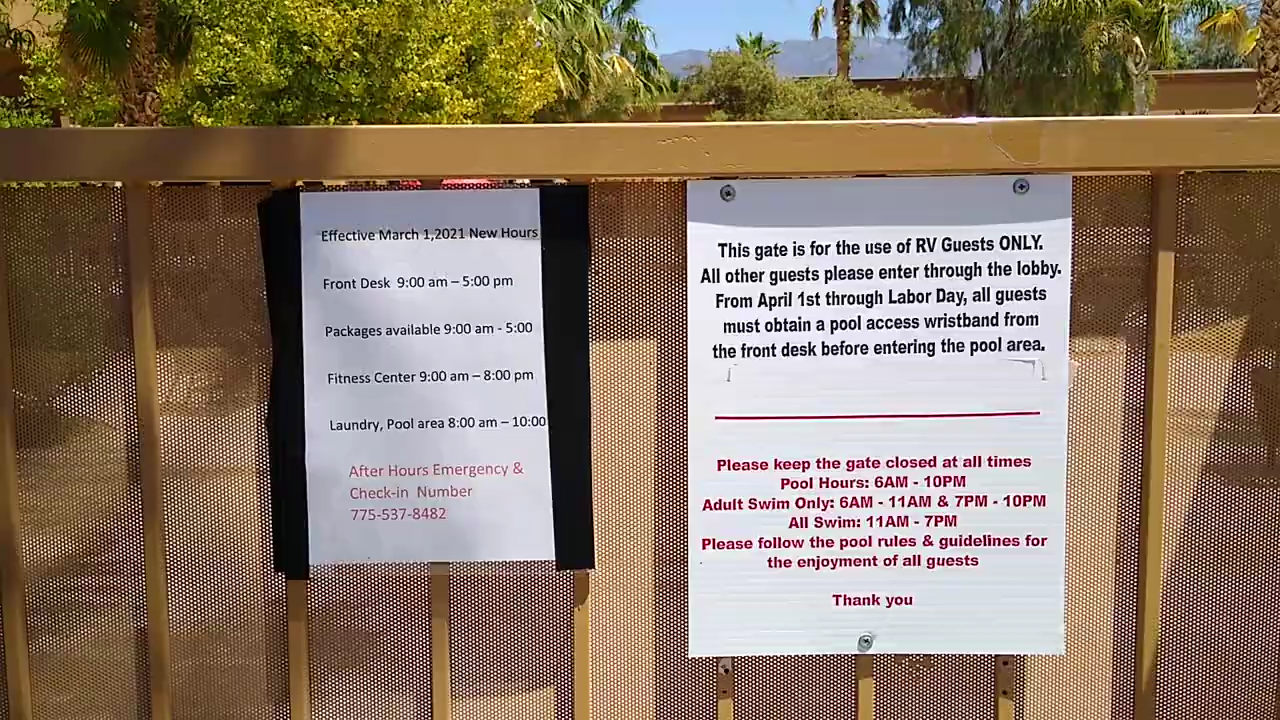 Effective March 1,2021 New Hours
Front Desk 9:00 am – 5:00 pm
Packages available 9:00 am - 5:00
Fitness Center 9:00 am – 8:00 pm
Laundry, Pool area 8:00 am – 10:00
After Hours Emergency &
Check-in Number
775-537-8482
This gate is for the use of RV Guests ONLY.
All other guests please enter through the lobby.
From April 1st through Labor Day, all guests
must obtain a pool access wristband from
the front desk before entering the pool area.
Please keep the gate closed at all times
Pool Hours: 6AM - 10PM
Adult Swim Only: 6AM - 11AM & 7PM - 10PM
All Swim: 11AM - 7PM
Please follow the pool rules & guidelines for
the enjoyment of all guests
Thank you